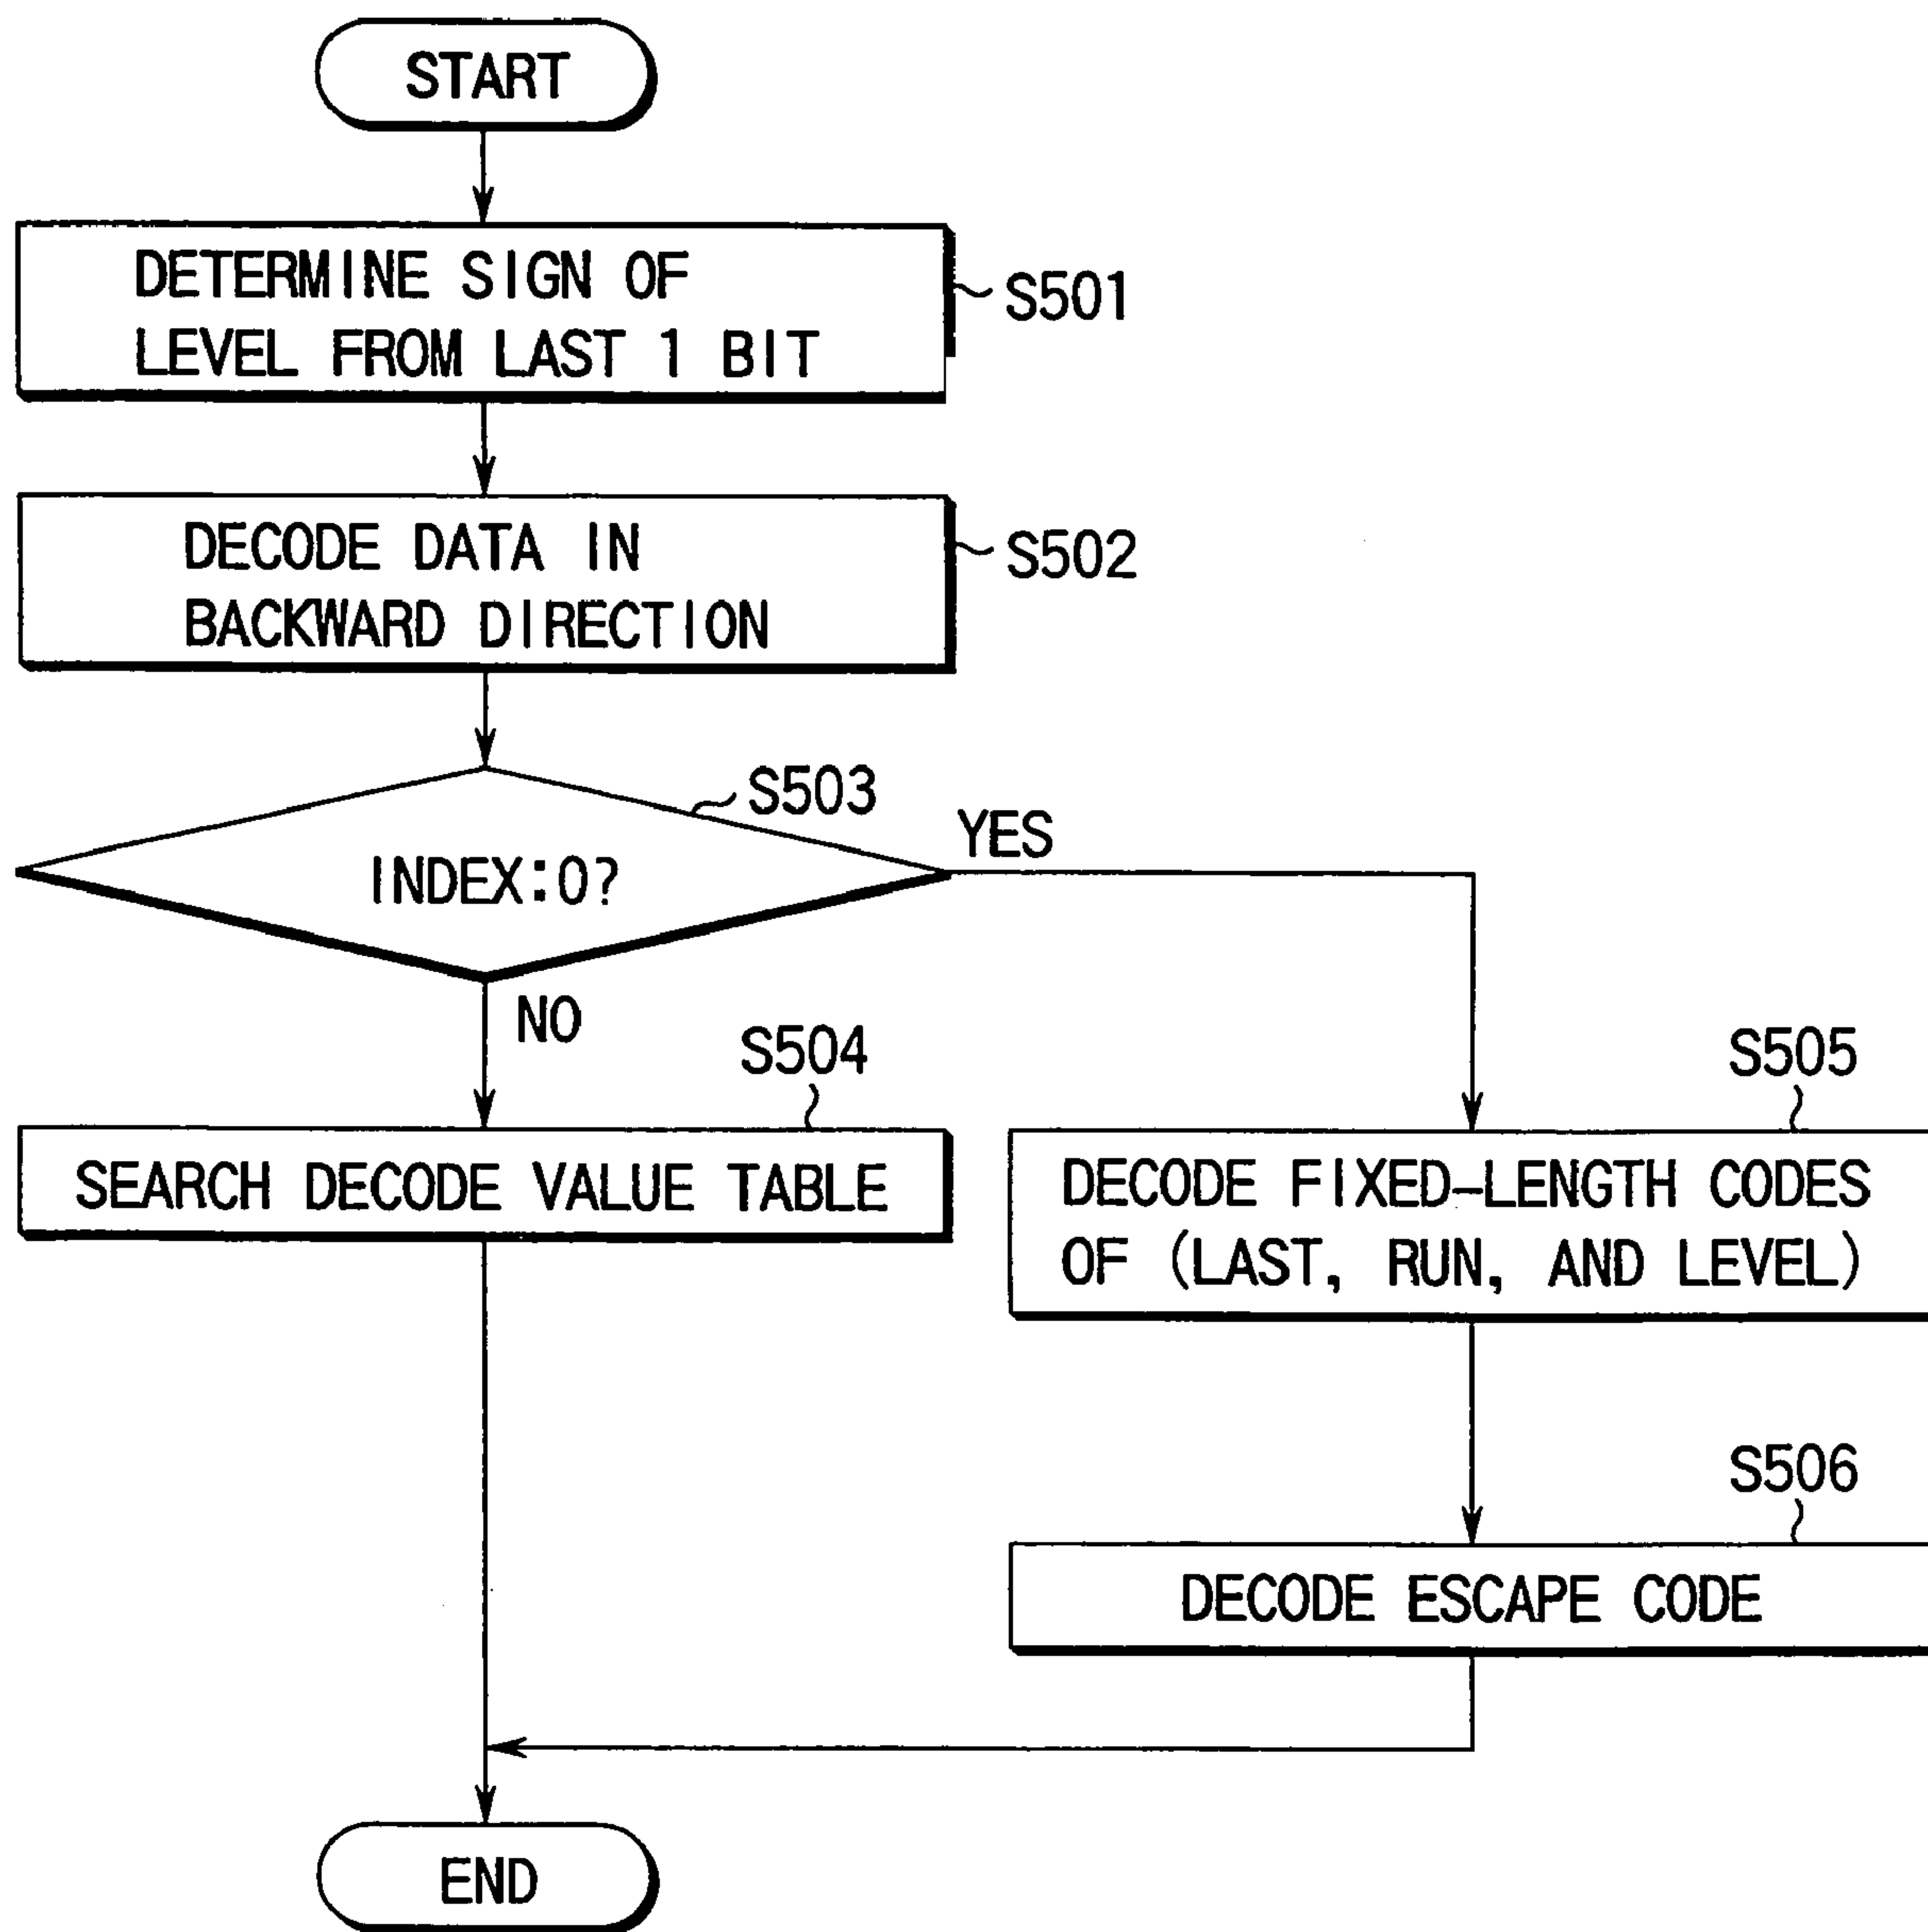 START
DETERMINE SIGN OF
LEVEL FROM LAST 1 BIT
S501
DECODE DATA IN
BACKWARD DIRECTION
S502
S503
INDEX:0?
YES
NO
S504
SEARCH DECODE VALUE TABLE
S505
DECODE FIXED-LENGTH CODES
OF (LAST, RUN, AND LEVEL)
S506
DECODE ESCAPE CODE
END